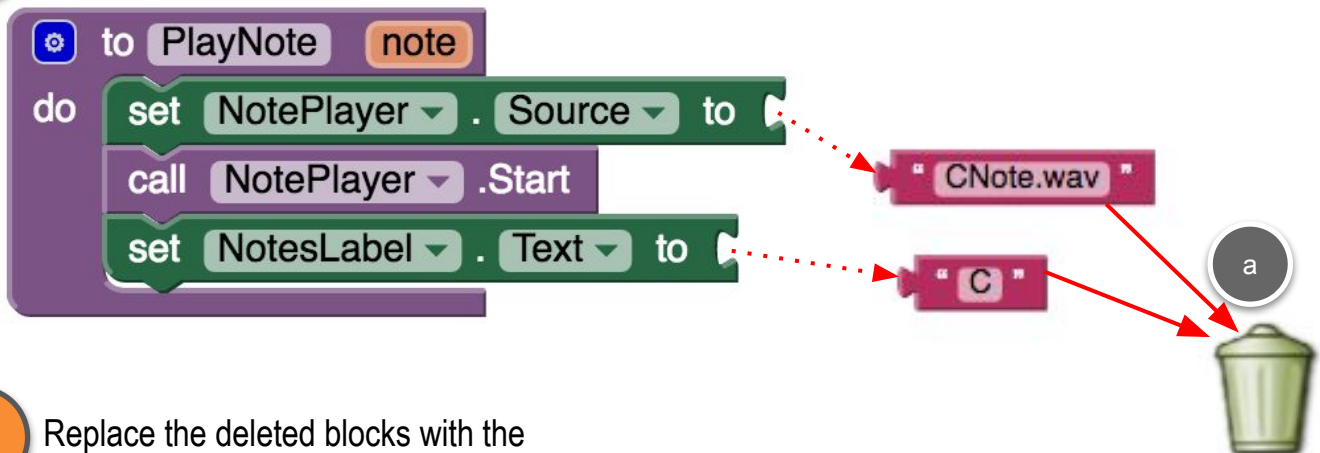 to PlayNote note
do set NotePlayer . Source to
" CNote.wav "
call NotePlayer .Start
set NotesLabel . Text to
" C "
a
Replace the deleted blocks with the